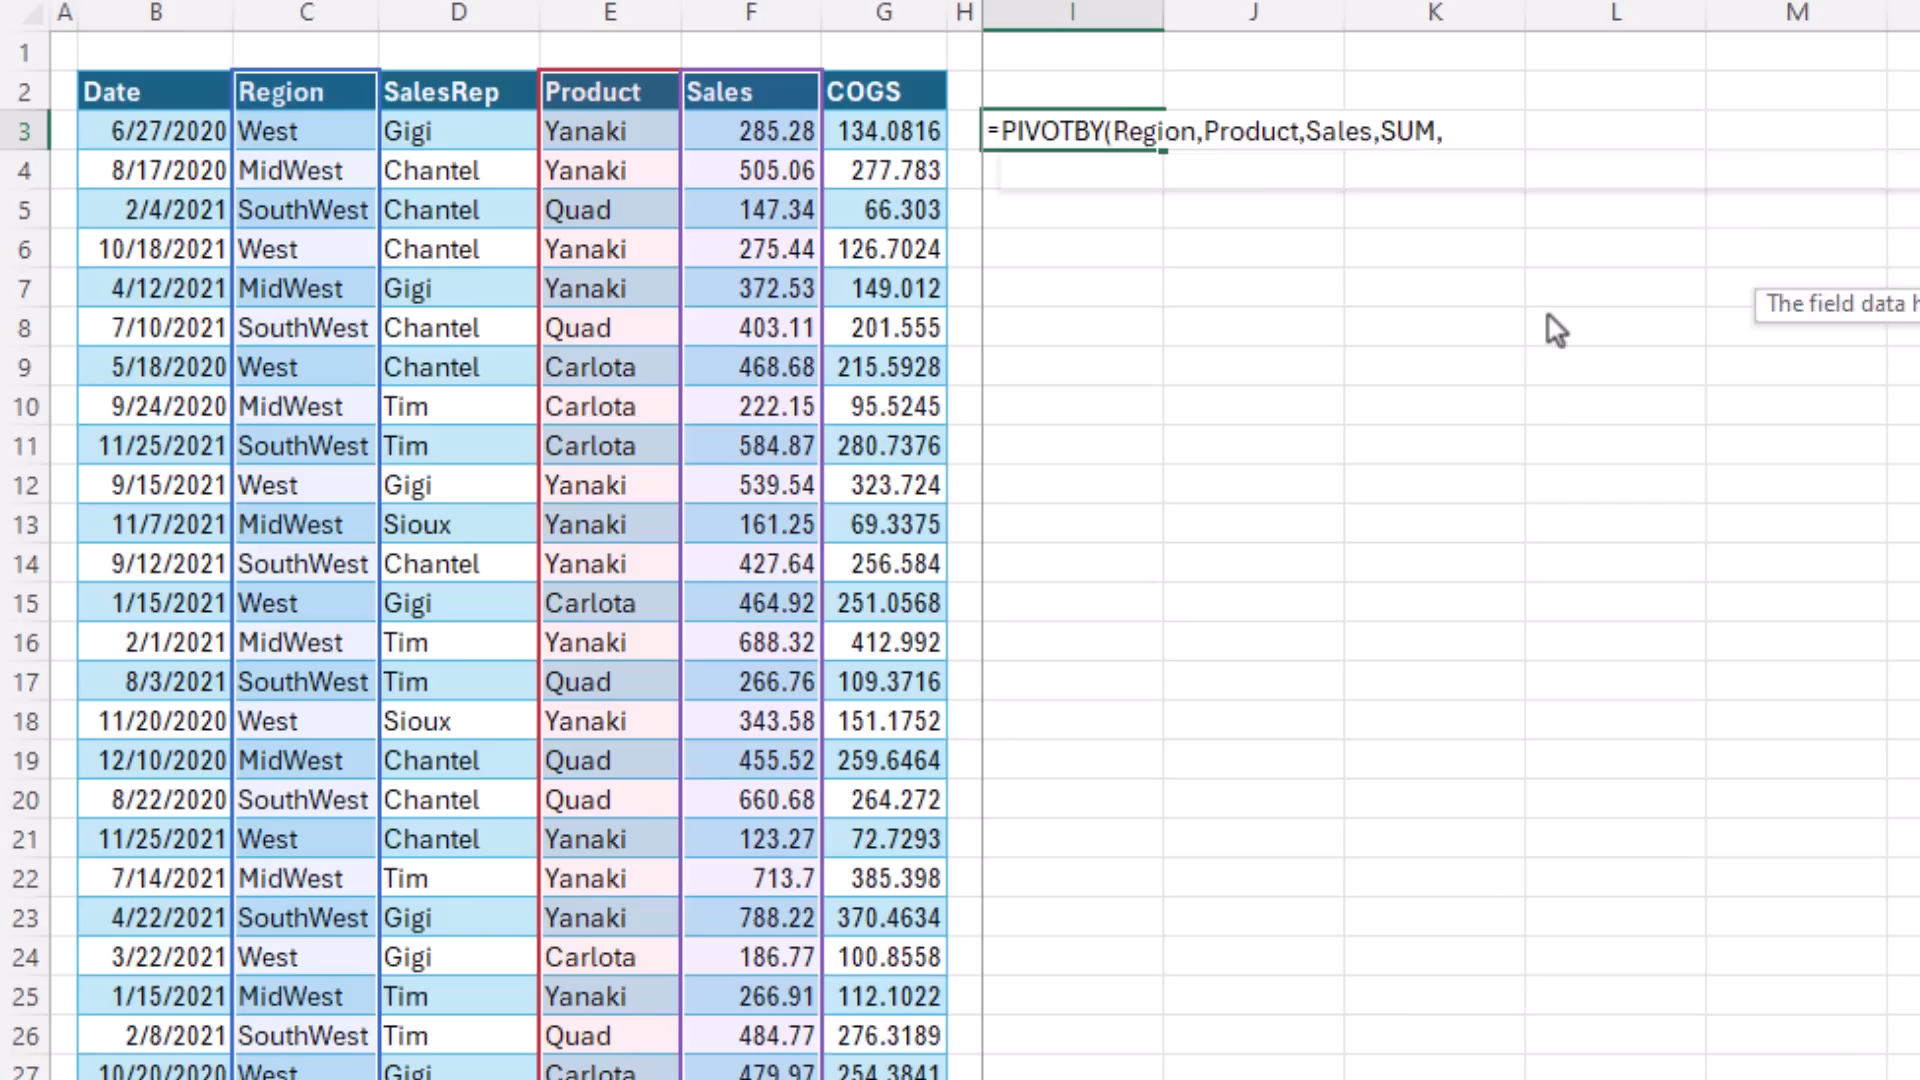 A B C D E F G H I J K L M
1
2 Date Region SalesRep Product Sales COGS
3 6/27/2020 West Gigi Yanaki 285.28 134.0816 =PIVOTBY(Region,Product,Sales,SUM,
4 8/17/2020 MidWest Chantel Yanaki 505.06 277.783
5 2/4/2021 SouthWest Chantel Quad 147.34 66.303
6 10/18/2021 West Chantel Yanaki 275.44 126.7024
7 4/12/2021 MidWest Gigi Yanaki 372.53 149.012
The field data h
8 7/10/2021 SouthWest Chantel Quad 403.11 201.555
9 5/18/2020 West Chantel Carlota 468.68 215.5928
10 9/24/2020 MidWest Tim Carlota 222.15 95.5245
11 11/25/2021 SouthWest Tim Carlota 584.87 280.7376
12 9/15/2021 West Gigi Yanaki 539.54 323.724
13 11/7/2021 MidWest Sioux Yanaki 161.25 69.3375
14 9/12/2021 SouthWest Chantel Yanaki 427.64 256.584
15 1/15/2021 West Gigi Carlota 464.92 251.0568
16 2/1/2021 MidWest Tim Yanaki 688.32 412.992
17 8/3/2021 SouthWest Tim Quad 266.76 109.3716
18 11/20/2020 West Sioux Yanaki 343.58 151.1752
19 12/10/2020 MidWest Chantel Quad 455.52 259.6464
20 8/22/2020 SouthWest Chantel Quad 660.68 264.272
21 11/25/2021 West Chantel Yanaki 123.27 72.7293
22 7/14/2021 MidWest Tim Yanaki 713.7 385.398
23 4/22/2021 SouthWest Gigi Yanaki 788.22 370.4634
24 3/22/2021 West Gigi Carlota 186.77 100.8558
25 1/15/2021 MidWest Tim Yanaki 266.91 112.1022
26 2/8/2021 SouthWest Tim Quad 484.77 276.3189
27 10/20/2020 West Gigi Carlota 479.97 254.3841